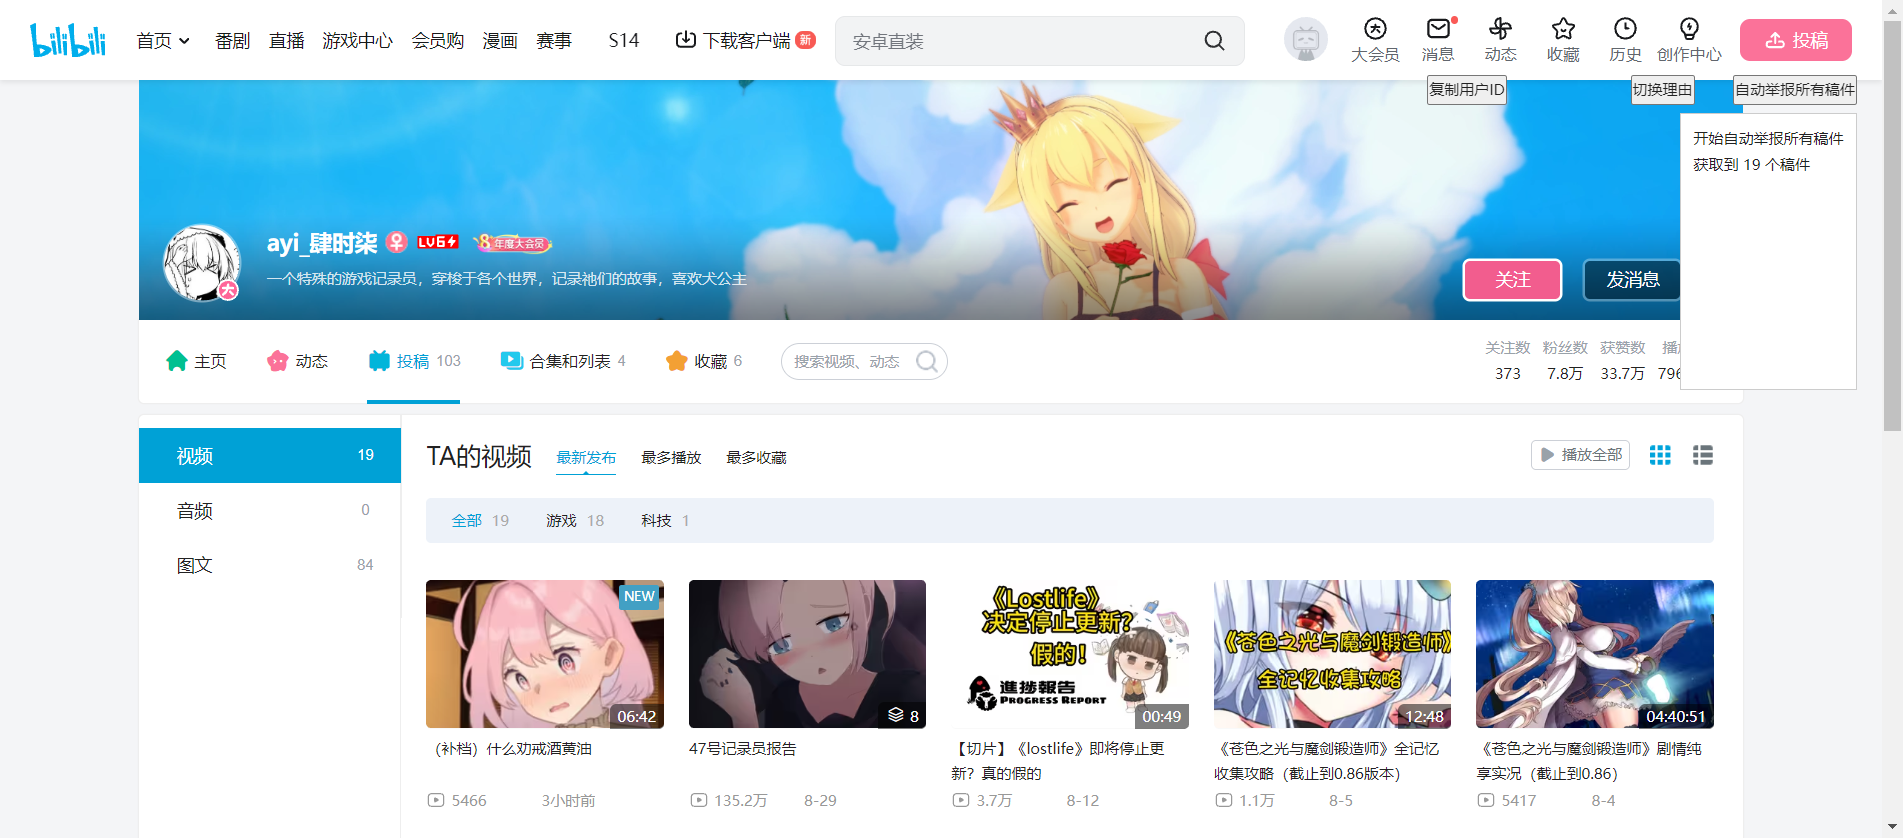 bilibili
首页 番剧 直播 游戏中心 会员购 漫画 赛事 S14 下载客户端 新
安卓直装
大会员 消息 动态 收藏 历史 创作中心 投稿
复制用户ID 切换理由 自动举报所有稿件
开始自动举报所有稿件
获取到 19 个稿件
ayi_肆时柒 LV6 年度大会员
大
一个特殊的游戏记录员，穿梭于各个世界，记录祂们的故事，喜欢犬公主
关注 发消息
主页 动态 投稿 103 合集和列表 4 收藏 6 搜索视频、动态
关注数 粉丝数 获赞数
373 7.8万 33.7万 796
视频 19
音频 0
图文 84
TA的视频 最新发布 最多播放 最多收藏 播放全部
全部 19 游戏 18 科技 1
NEW
06:42
（补档）什么劝戒酒黄油
5466 3小时前
8
47号记录员报告
135.2万 8-29
《Lostlife》
决定停止更新?
假的!
進捗報告
PROGRESS REPORT
00:49
【切片】《lostlife》即将停止更
新？真的假的
3.7万 8-12
《苍色之光与魔剑锻造师》
全记忆收集攻略
12:48
《苍色之光与魔剑锻造师》全记忆
收集攻略（截止到0.86版本）
1.1万 8-5
04:40:51
《苍色之光与魔剑锻造师》剧情纯
享实况（截止到0.86）
5417 8-4